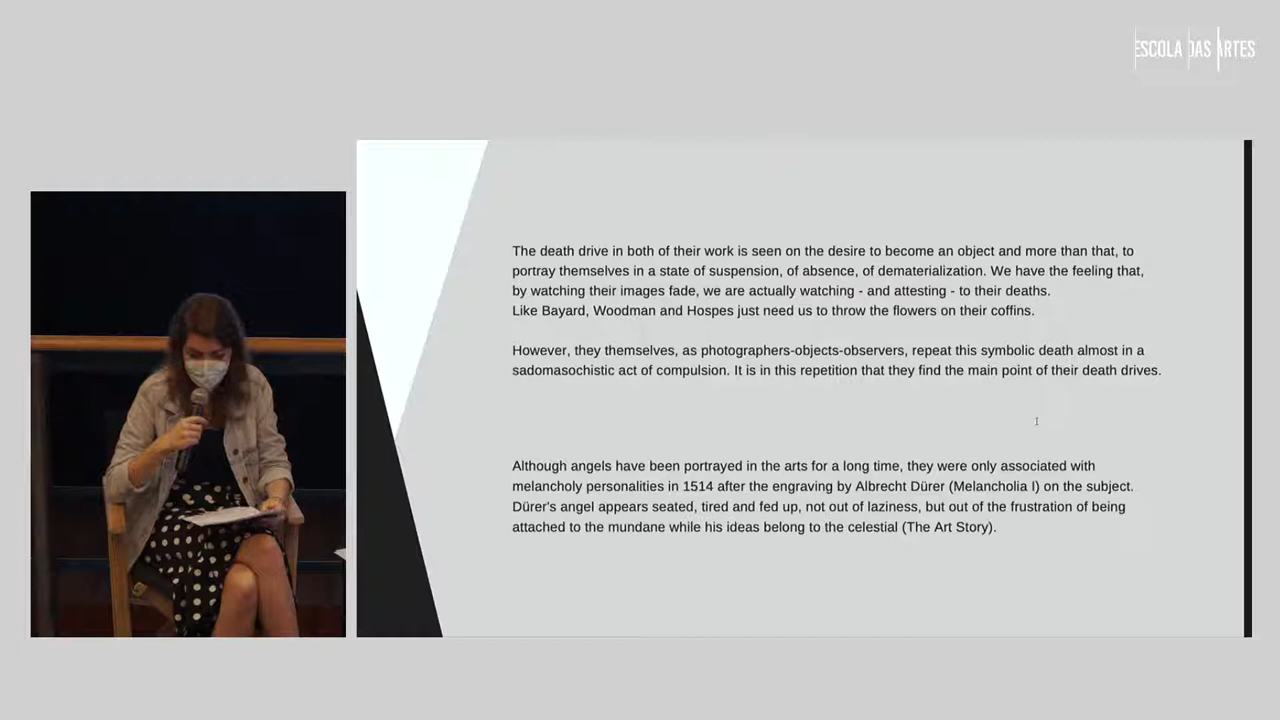 ESCOLA DAS ARTES
The death drive in both of their work is seen on the desire to become an object and more than that, to
portray themselves in a state of suspension, of absence, of dematerialization. We have the feeling that,
by watching their images fade, we are actually watching - and attesting - to their deaths.
Like Bayard, Woodman and Hospes just need us to throw the flowers on their coffins.
However, they themselves, as photographers-objects-observers, repeat this symbolic death almost in a
sadomasochistic act of compulsion. It is in this repetition that they find the main point of their death drives.
Although angels have been portrayed in the arts for a long time, they were only associated with
melancholy personalities in 1514 after the engraving by Albrecht Dürer (Melancholia I) on the subject.
Dürer's angel appears seated, tired and fed up, not out of laziness, but out of the frustration of being
attached to the mundane while his ideas belong to the celestial (The Art Story).